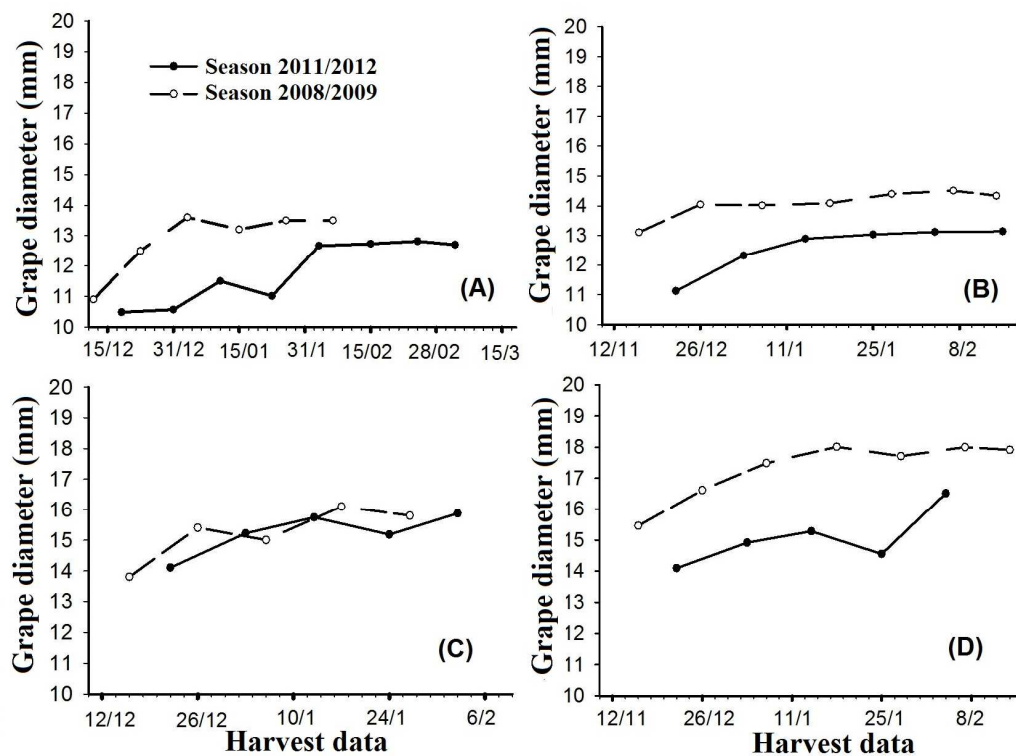 20
19
18
17
16
15
14
13
12
11
10
Grape diameter (mm)
Season 2011/2012
Season 2008/2009
(A)
15/12 31/12 15/01 31/1 15/02 28/02 15/3
20
19
18
17
16
15
14
13
12
11
10
Grape diameter (mm)
(B)
12/11 26/12 11/1 25/1 8/2
20
19
18
17
16
15
14
13
12
11
10
Grape diameter (mm)
(C)
12/12 26/12 10/1 24/1 6/2
Harvest data
20
19
18
17
16
15
14
13
12
11
10
Grape diameter (mm)
(D)
12/11 26/12 11/1 25/1 8/2
Harvest data